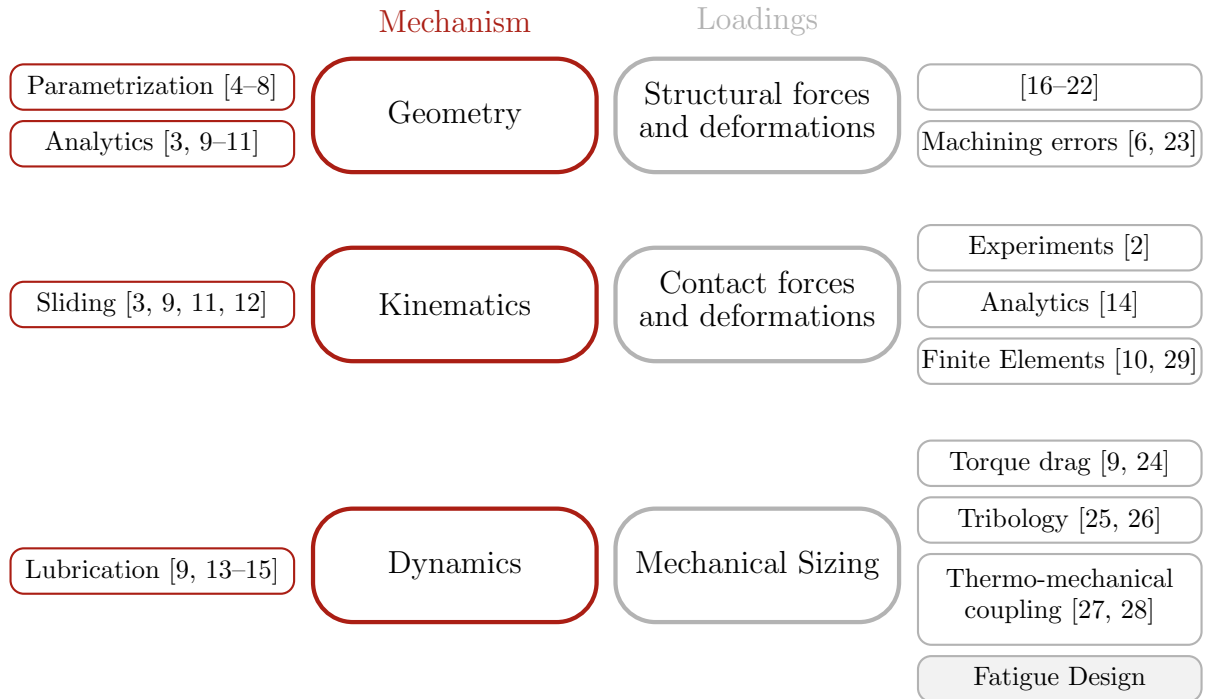 Mechanism
Loadings
Parametrization [4–8]
Analytics [3, 9–11]
Geometry
Structural forces
and deformations
[16–22]
Machining errors [6, 23]
Sliding [3, 9, 11, 12]
Kinematics
Contact forces
and deformations
Experiments [2]
Analytics [14]
Finite Elements [10, 29]
Lubrication [9, 13–15]
Dynamics
Mechanical Sizing
Torque drag [9, 24]
Tribology [25, 26]
Thermo-mechanical
coupling [27, 28]
Fatigue Design